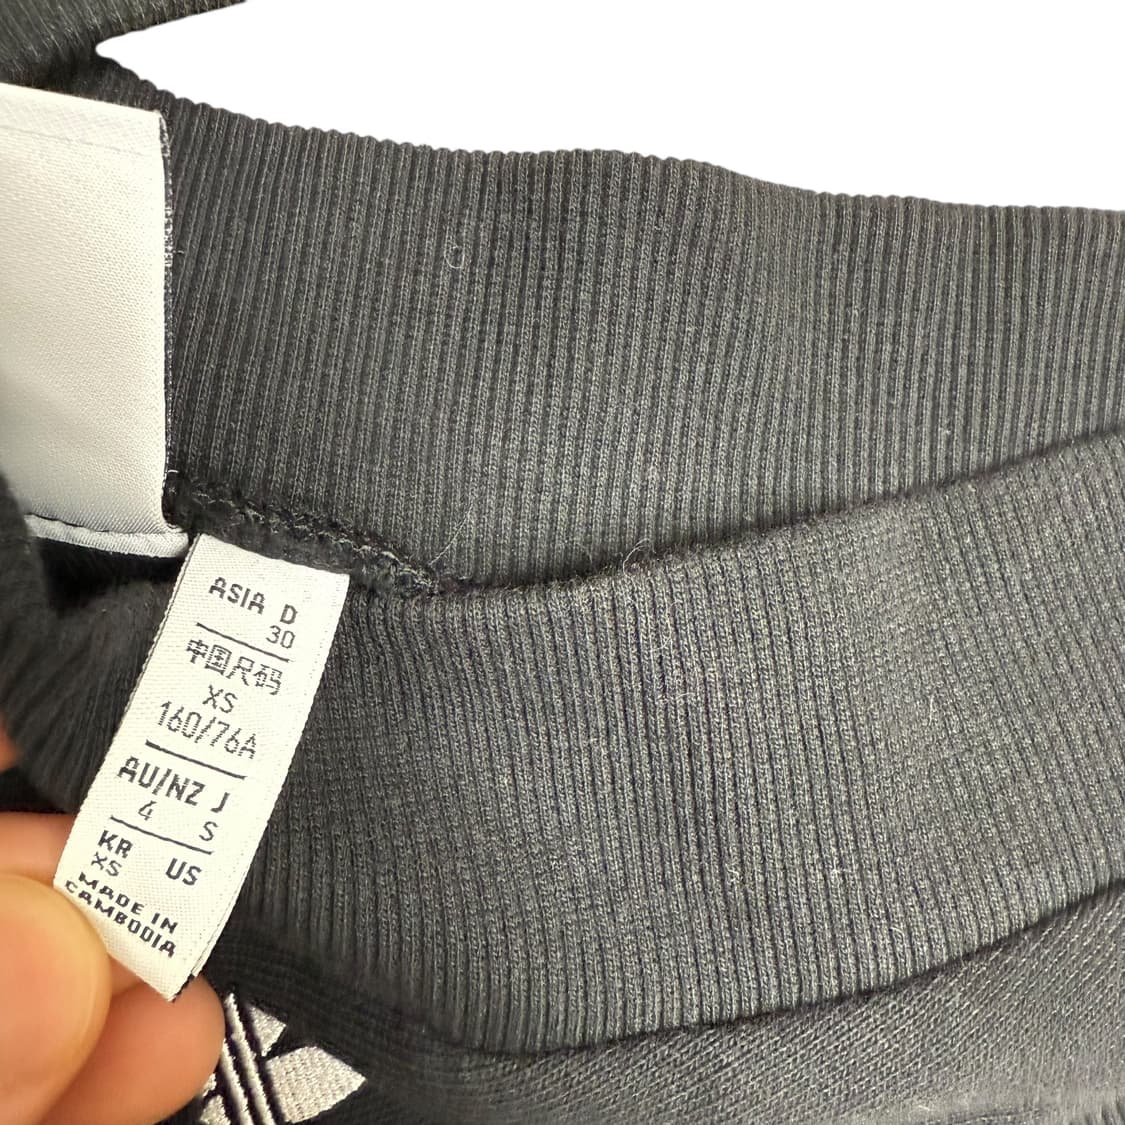 ASIA D
30
中国尺码
XS
160/76A
AU/NZ J
4 S
KR US
XS
MADE IN
CAMBODIA